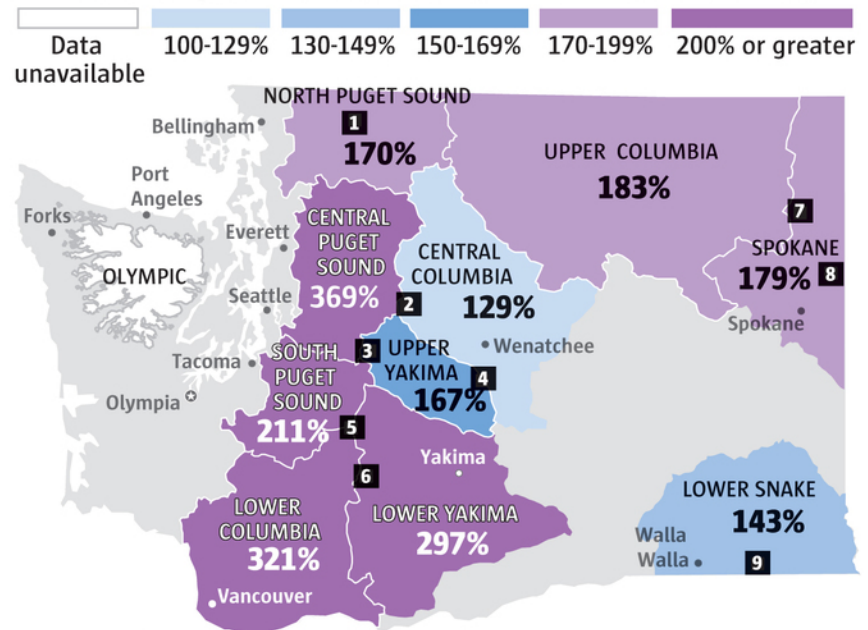 Data
unavailable
100-129%
130-149%
150-169%
170-199%
200% or greater
NORTH PUGET SOUND
1
170%
Bellingham
UPPER COLUMBIA
183%
Port
Angeles
Forks
CENTRAL
PUGET
SOUND
369%
Everett
7
SPOKANE
179%
8
Spokane
OLYMPIC
CENTRAL
COLUMBIA
129%
Seattle
2
Tacoma
3
UPPER
YAKIMA
167%
4
Wenatchee
SOUTH
PUGET
SOUND
211%
Olympia
5
Yakima
6
LOWER
COLUMBIA
321%
LOWER YAKIMA
297%
LOWER SNAKE
143%
Walla
Walla
9
Vancouver